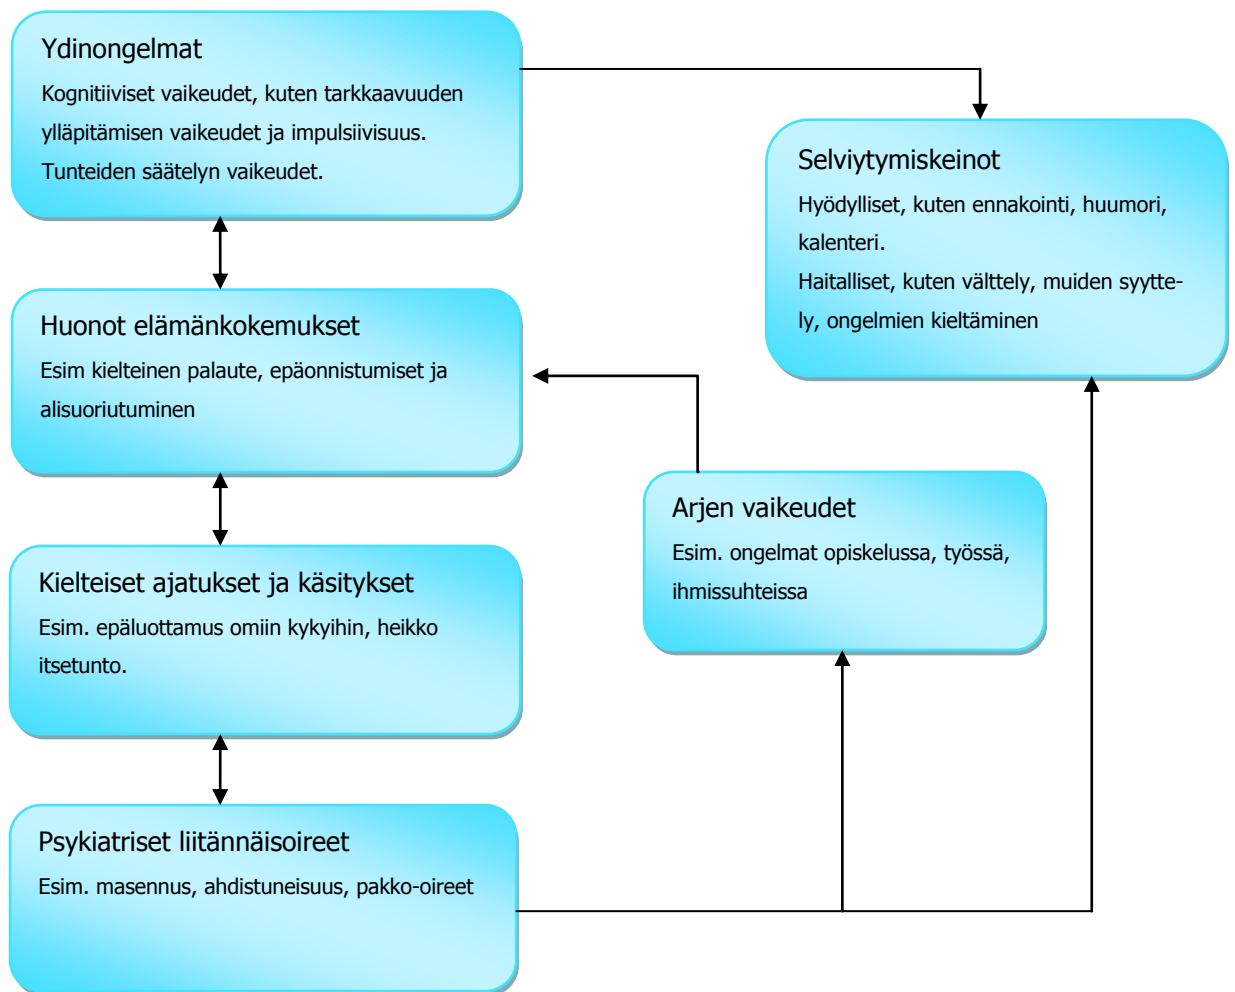 Ydinongelmat
Kognitiiviset vaikeudet, kuten tarkkaavuuden
ylläpitämisen vaikeudet ja impulsiivisuus.
Tunteiden säätelyn vaikeudet.
Selviytymiskeinot
Hyödylliset, kuten ennakointi, huumori,
kalenteri.
Haitalliset, kuten välttely, muiden syytte-
ly, ongelmien kieltäminen
Huonot elämänkokemukset
Esim kielteinen palaute, epäonnistumiset ja
alisuoriutuminen
Arjen vaikeudet
Esim. ongelmat opiskelussa, työssä,
ihmissuhteissa
Kielteiset ajatukset ja käsitykset
Esim. epäluottamus omiin kykyihin, heikko
itsetunto.
Psykiatriset liitännäisoireet
Esim. masennus, ahdistuneisuus, pakko-oireet